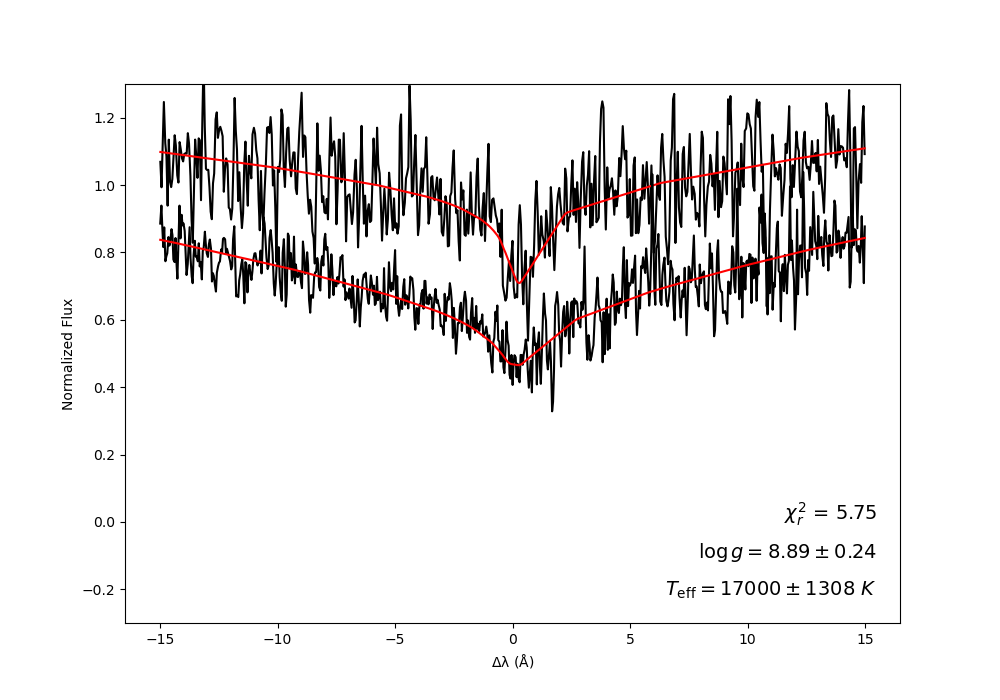 1.2
1.0
0.8
0.6
0.4
0.2
0.0
−0.2
Normalized Flux
χ²ᵣ = 5.75
log g = 8.89 ± 0.24
T_eff = 17000 ± 1308 K
−15 −10 −5 0 5 10 15
Δλ (Å)